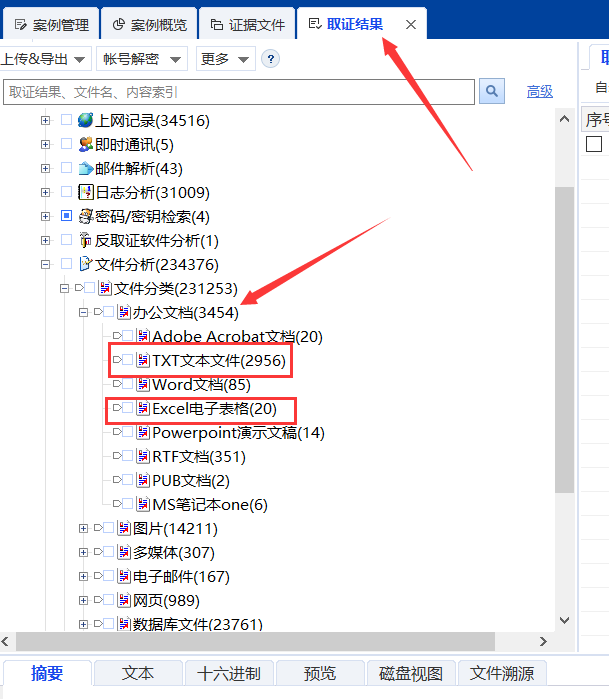 案例管理 案例概览 证据文件 取证结果
上传&导出 帐号解密 更多 ?
取证结果、文件名、内容索引 高级
上网记录(34516)
即时通讯(5)
邮件解析(43)
日志分析(31009)
密码/密钥检索(4)
反取证软件分析(1)
文件分析(234376)
文件分类(231253)
办公文档(3454)
Adobe Acrobat文档(20)
TXT文本文件(2956)
Word文档(85)
Excel电子表格(20)
Powerpoint演示文稿(14)
RTF文档(351)
PUB文档(2)
MS笔记本one(6)
图片(14211)
多媒体(307)
电子邮件(167)
网页(989)
数据库文件(23761)
自
序号
摘要 文本 十六进制 预览 磁盘视图 文件溯源